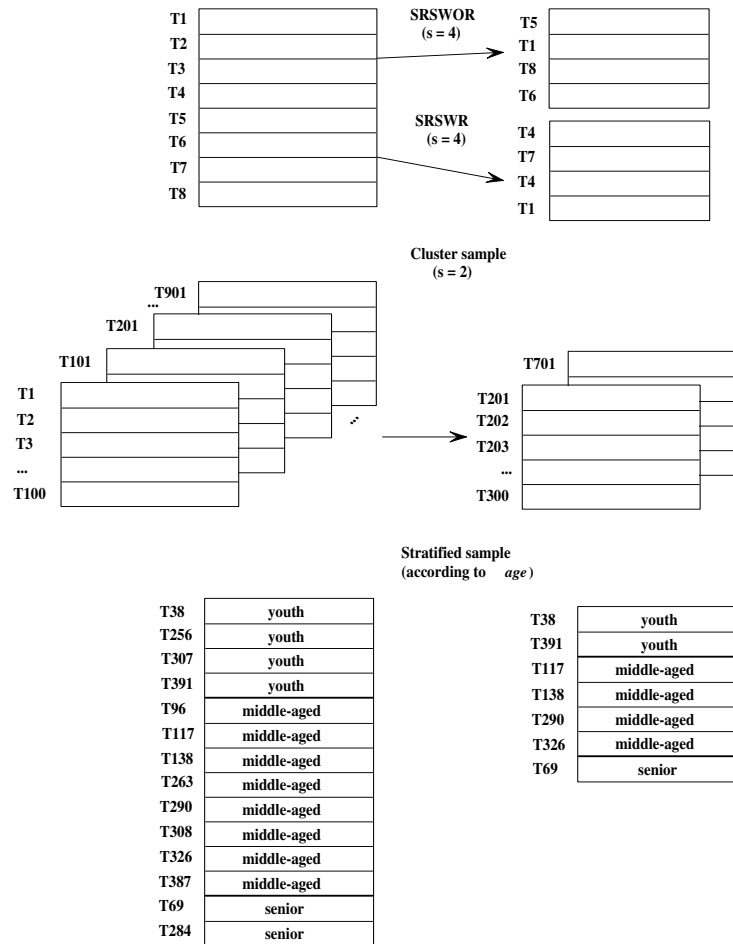 T1
T2
T3
T4
T5
T6
T7
T8
SRSWOR
(s = 4)
T5
T1
T8
T6
SRSWR
(s = 4)
T4
T7
T4
T1
Cluster sample
(s = 2)
T901
...
T201
T101
T1
T2
T3
...
T100
...
T701
T201
T202
T203
...
T300
Stratified sample
(according to age)
T38 youth
T256 youth
T307 youth
T391 youth
T96 middle-aged
T117 middle-aged
T138 middle-aged
T263 middle-aged
T290 middle-aged
T308 middle-aged
T326 middle-aged
T387 middle-aged
T69 senior
T284 senior
T38 youth
T391 youth
T117 middle-aged
T138 middle-aged
T290 middle-aged
T326 middle-aged
T69 senior